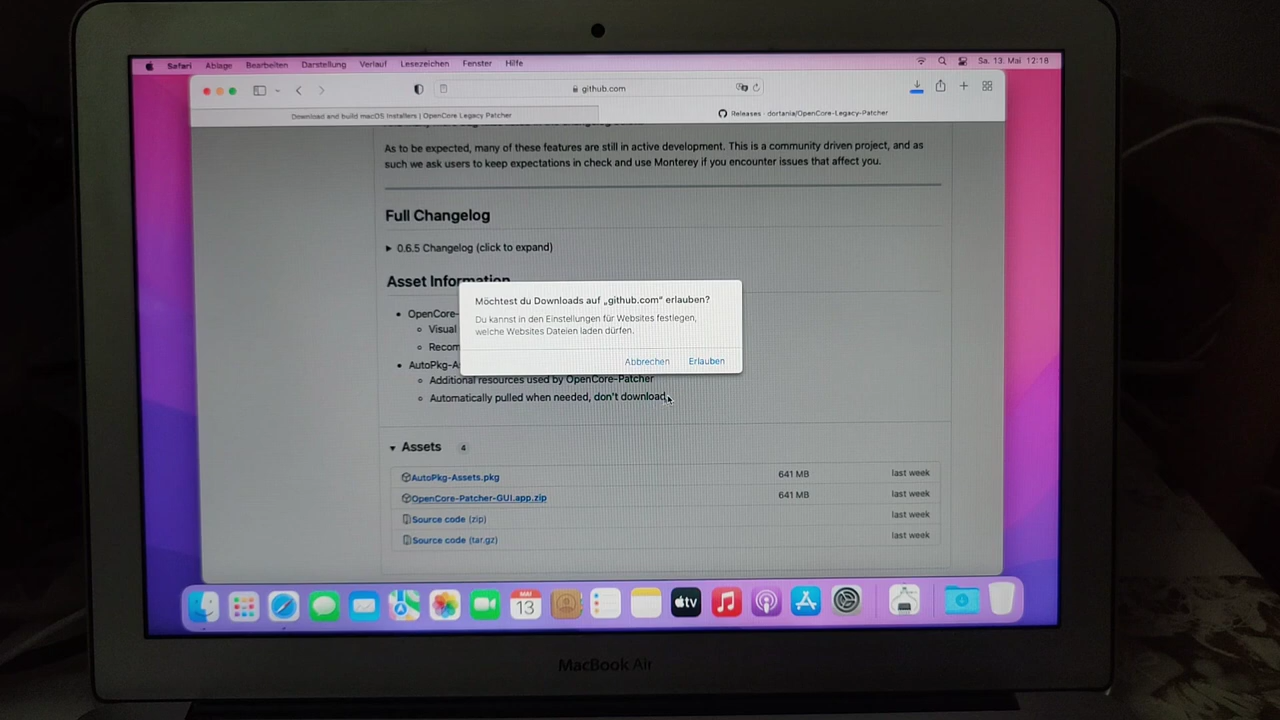 Safari Ablage Bearbeiten Darstellung Verlauf Lesezeichen Fenster Hilfe Sa. 13. Mai 12:18
github.com
Download and build macOS Installers | OpenCore Legacy Patcher
Releases · dortania/OpenCore-Legacy-Patcher
As to be expected, many of these features are still in active development. This is a community driven project, and as
such we ask users to keep expectations in check and use Monterey if you encounter issues that affect you.
Full Changelog
▸ 0.6.5 Changelog (click to expand)
Asset Information
• OpenCore-
◦ Visual
◦ Recom
• AutoPkg-As
◦ Additional resources used by OpenCore-Patcher
◦ Automatically pulled when needed, don't download
Möchtest du Downloads auf „github.com“ erlauben?
Du kannst in den Einstellungen für Websites festlegen,
welche Websites Dateien laden dürfen.
Abbrechen Erlauben
▾ Assets 4
AutoPkg-Assets.pkg 641 MB last week
OpenCore-Patcher-GUI.app.zip 641 MB last week
Source code (zip) last week
Source code (tar.gz) last week
MAI
13
tv
MacBook Air